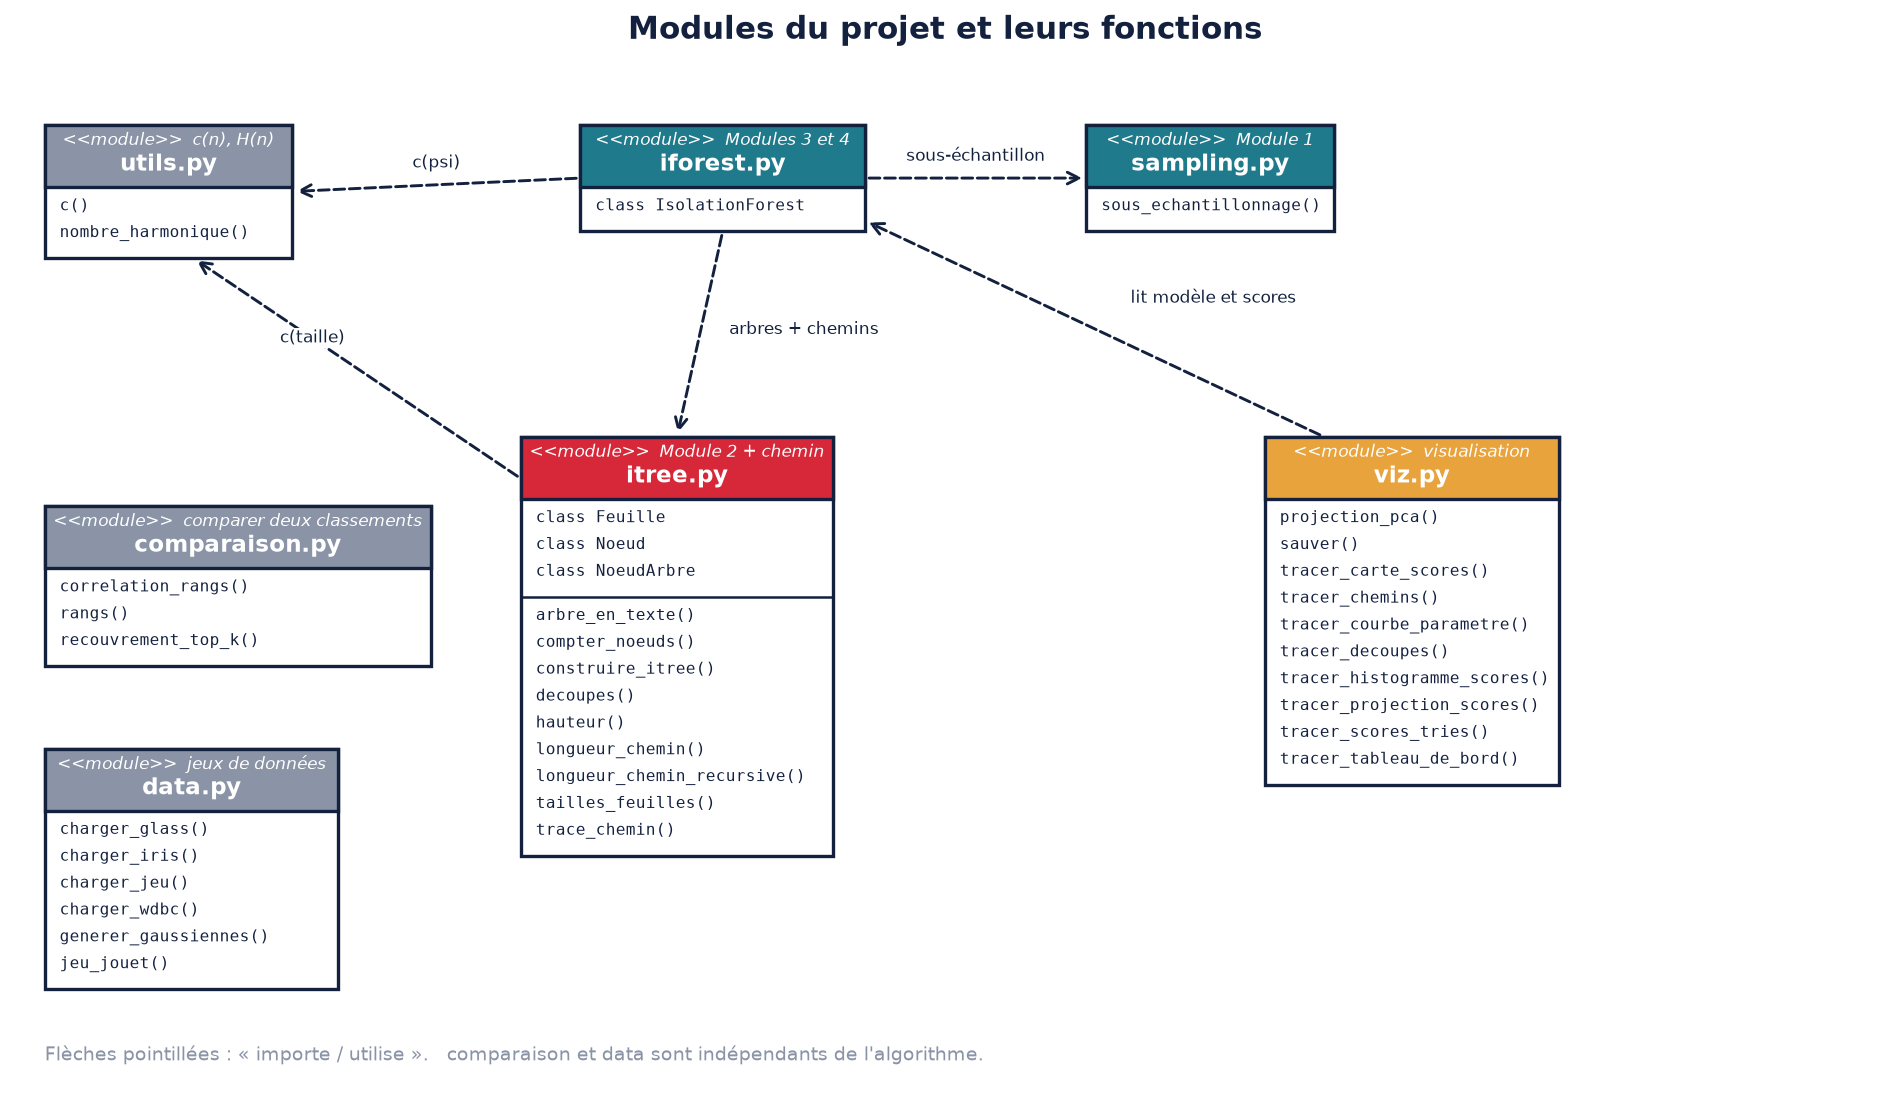 Modules du projet et leurs fonctions
<<module>> c(n), H(n)
utils.py
c()
nombre_harmonique()
c(psi)
<<module>> Modules 3 et 4
iforest.py
class IsolationForest
sous-échantillon
<<module>> Module 1
sampling.py
sous_echantillonnage()
c(taille)
arbres + chemins
lit modèle et scores
<<module>> comparer deux classements
comparaison.py
correlation_rangs()
rangs()
recouvrement_top_k()
<<module>> jeux de données
data.py
charger_glass()
charger_iris()
charger_jeu()
charger_wdbc()
generer_gaussiennes()
jeu_jouet()
<<module>> Module 2 + chemin
itree.py
class Feuille
class Noeud
class NoeudArbre
arbre_en_texte()
compter_noeuds()
construire_itree()
decoupes()
hauteur()
longueur_chemin()
longueur_chemin_recursive()
tailles_feuilles()
trace_chemin()
<<module>> visualisation
viz.py
projection_pca()
sauver()
tracer_carte_scores()
tracer_chemins()
tracer_courbe_parametre()
tracer_decoupes()
tracer_histogramme_scores()
tracer_projection_scores()
tracer_scores_tries()
tracer_tableau_de_bord()
Flèches pointillées : « importe / utilise ». comparaison et data sont indépendants de l'algorithme.